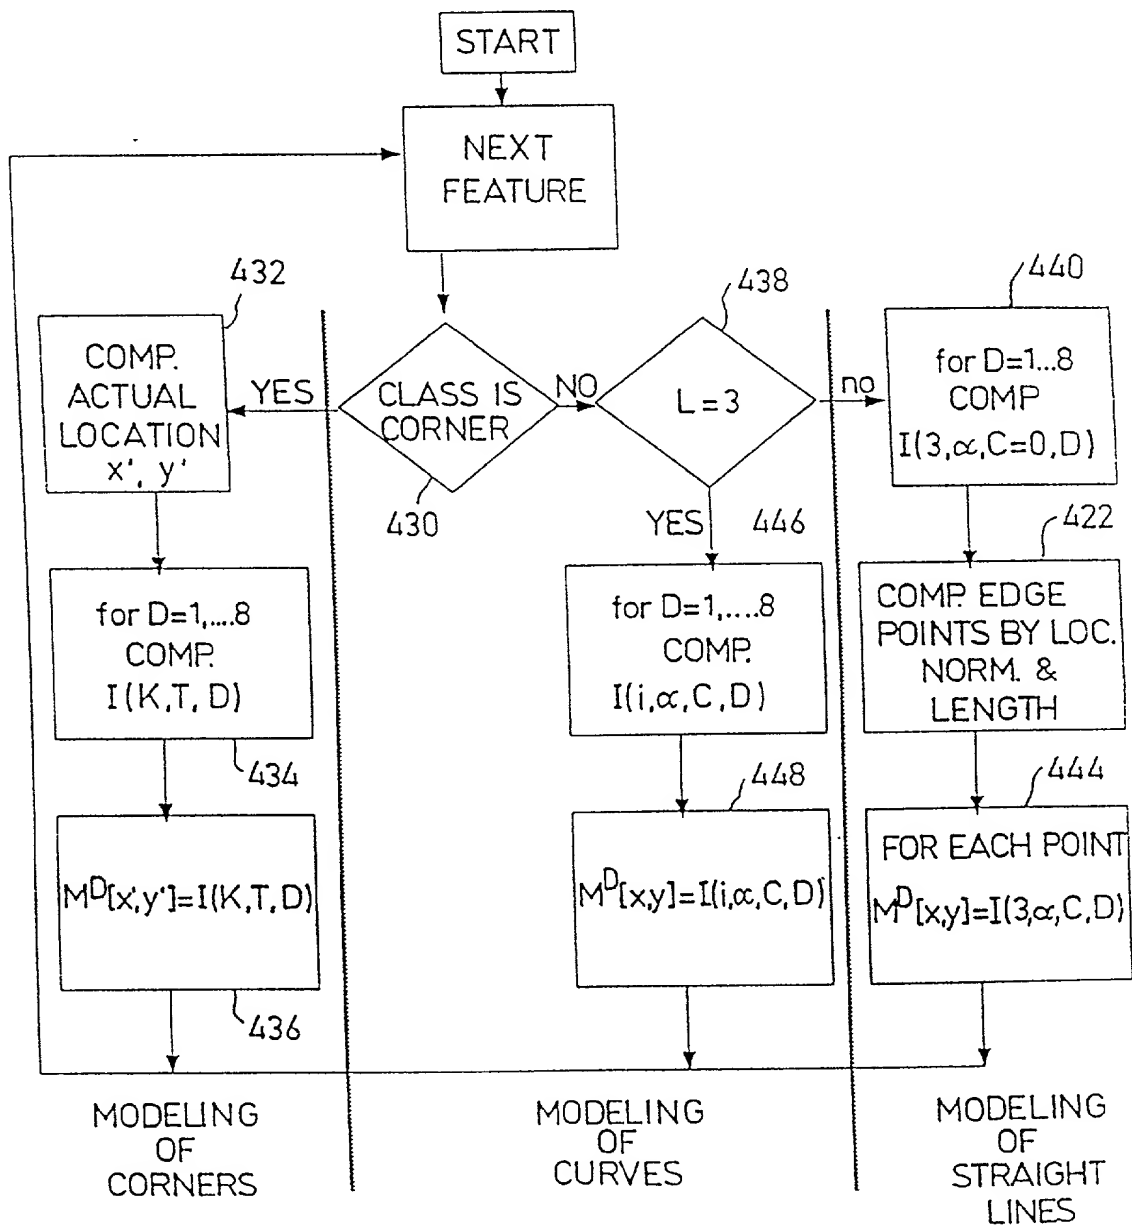 START
NEXT
FEATURE
432
COMP.
ACTUAL
LOCATION
x', y'
YES
CLASS IS
CORNER
430
NO
438
L=3
YES
446
no
440
for D=1...8
COMP
I(3,α,C=0,D)
for D=1,....8
COMP.
I(K,T,D)
434
for D=1,....8
COMP.
I(i,α,C,D)
422
COMP. EDGE
POINTS BY LOC.
NORM. &
LENGTH
M^D[x',y']=I(K,T,D)
436
448
M^D[x,y]=I(i,α,C,D)
444
FOR EACH POINT
M^D[x,y]=I(3,α,C,D)
MODELING
OF
CORNERS
MODELING
OF
CURVES
MODELING
OF
STRAIGHT
LINES